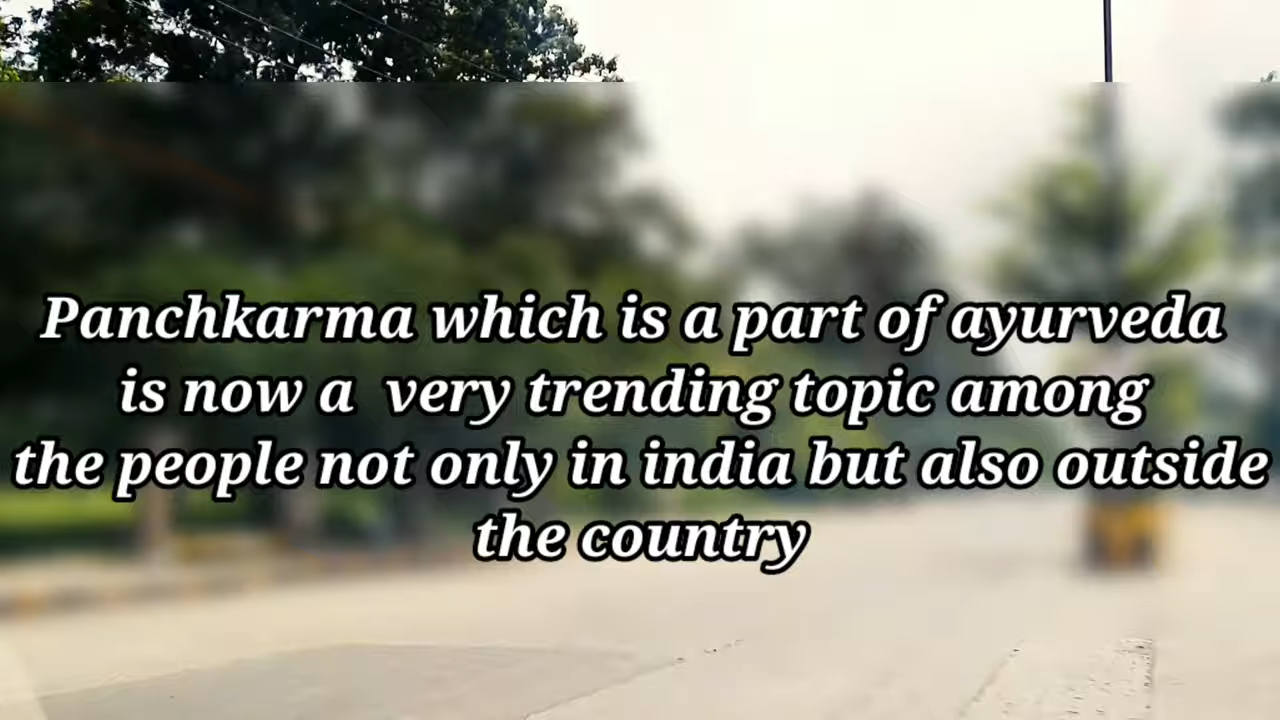 Panchkarma which is a part of ayurveda
is now a  very trending topic among
the people not only in india but also outside
the country